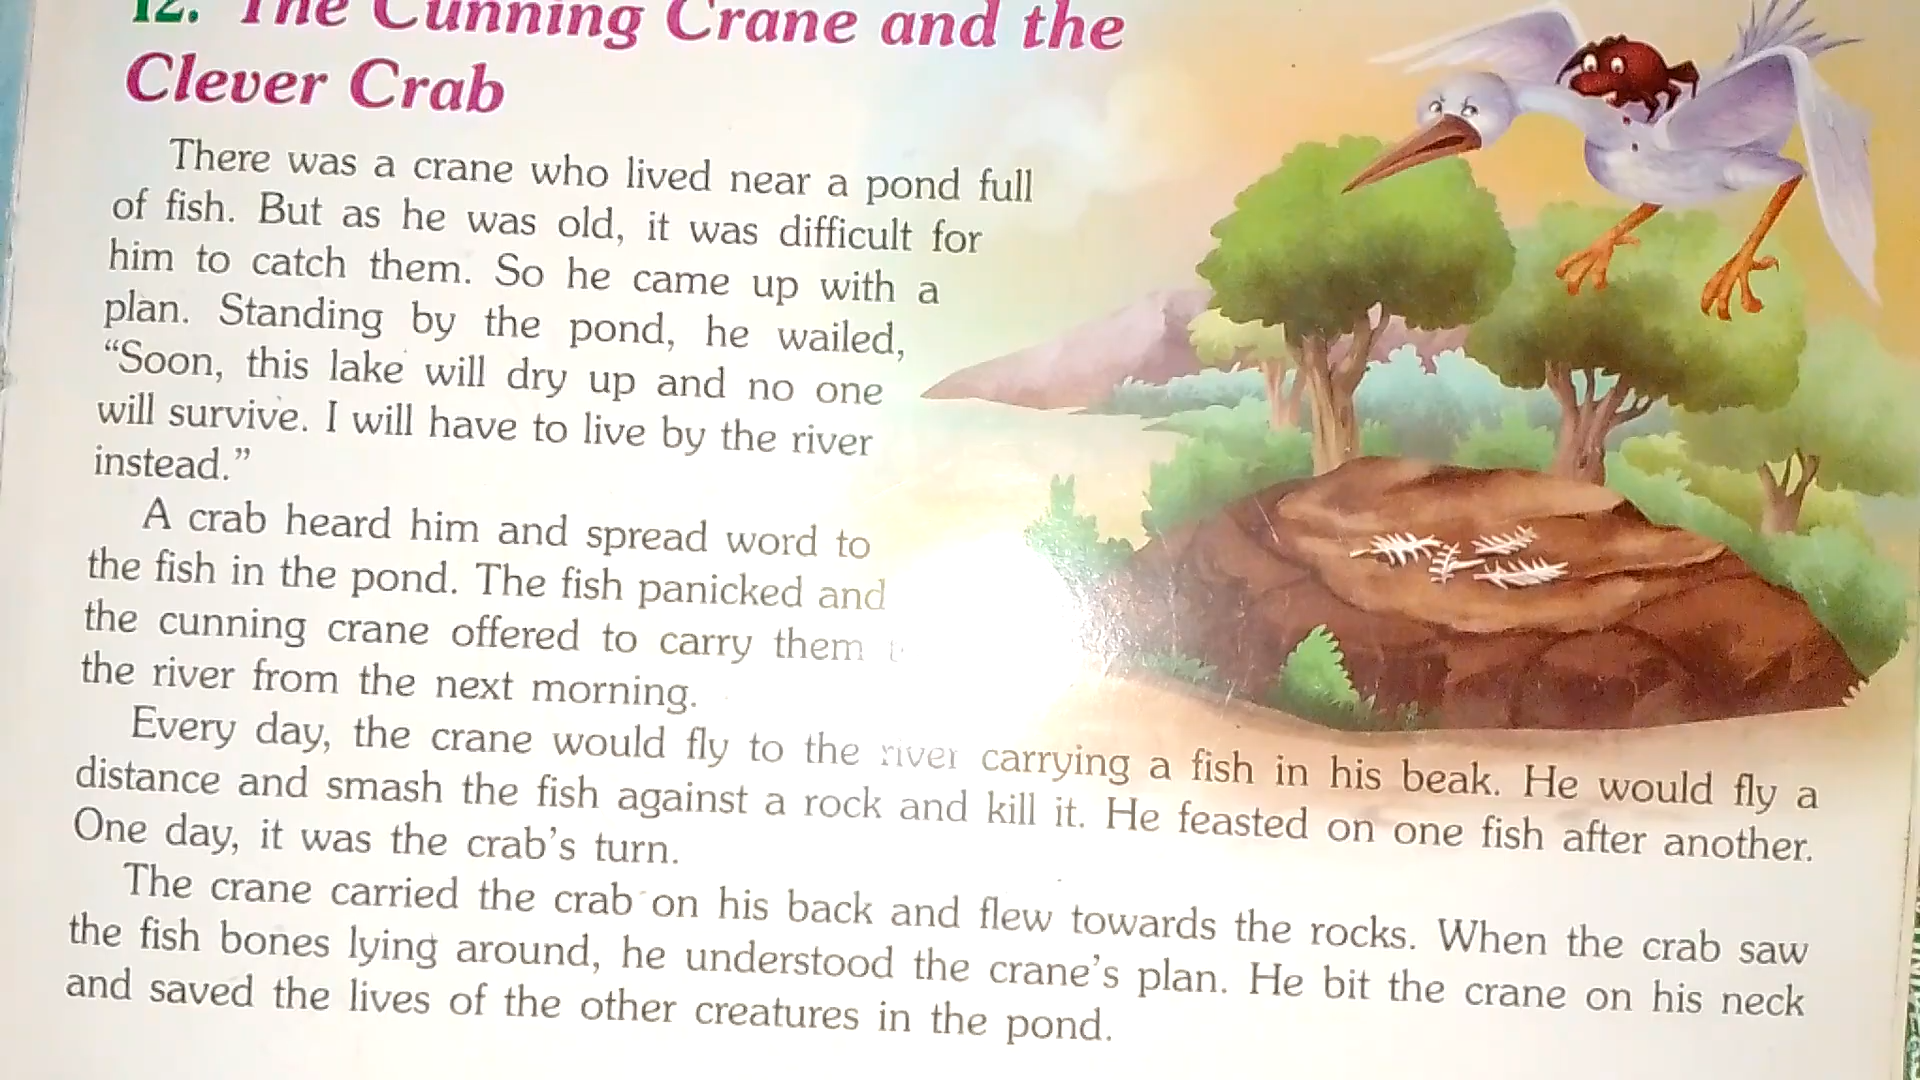 12. The Cunning Crane and the
Clever Crab
There was a crane who lived near a pond full
of fish. But as he was old, it was difficult for
him to catch them. So he came up with a
plan. Standing by the pond, he wailed,
“Soon, this lake will dry up and no one
will survive. I will have to live by the river
instead.”
A crab heard him and spread word to
the fish in the pond. The fish panicked and
the cunning crane offered to carry them
the river from the next morning.
Every day, the crane would fly to the river carrying a fish in his beak. He would fly a
distance and smash the fish against a rock and kill it. He feasted on one fish after another.
One day, it was the crab’s turn.
The crane carried the crab on his back and flew towards the rocks. When the crab saw
the fish bones lying around, he understood the crane’s plan. He bit the crane on his neck
and saved the lives of the other creatures in the pond.